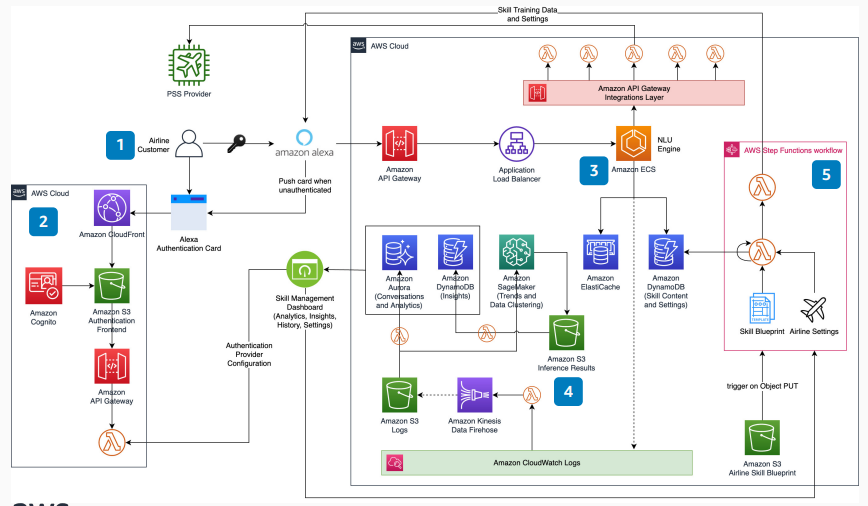 Skill Training Data
and Settings
aws
AWS Cloud
PSS Provider
Amazon API Gateway
Integrations Layer
1
Airline
Customer
amazon alexa
Amazon
API Gateway
Application
Load Balancer
3
NLU
Engine
Amazon ECS
AWS Step Functions workflow
5
Push card when
unauthenticated
aws
AWS Cloud
2
Amazon CloudFront
Alexa
Authentication Card
Amazon
Cognito
Amazon S3
Authentication
Frontend
Amazon
API Gateway
Skill Management
Dashboard
(Analytics, Insights,
History, Settings)
Authentication
Provider
Configuration
Amazon
Aurora
(Conversations
and Analytics)
Amazon
DynamoDB
(Insights)
Amazon
SageMaker
(Trends and
Data Clustering)
Amazon
ElastiCache
Amazon
DynamoDB
(Skill Content
and Settings)
TEMPLATE
Skill Blueprint
Airline Settings
Amazon S3
Inference Results
4
Amazon S3
Logs
Amazon Kinesis
Data Firehose
trigger on Object PUT
Amazon CloudWatch Logs
Amazon S3
Airline Skill Blueprint
aws